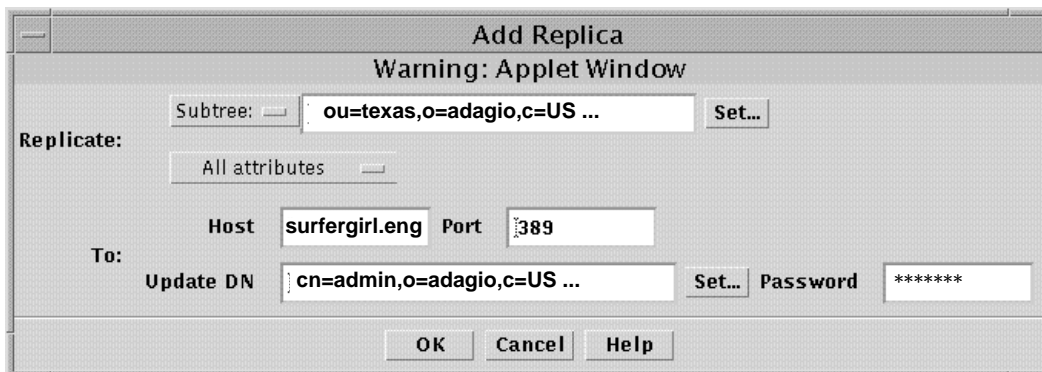 Add Replica
Warning: Applet Window
Subtree: ou=texas,o=adagio,c=US ... Set...
Replicate:
All attributes
Host surfergirl.eng Port 389
To:
Update DN cn=admin,o=adagio,c=US ... Set... Password *******
OK Cancel Help